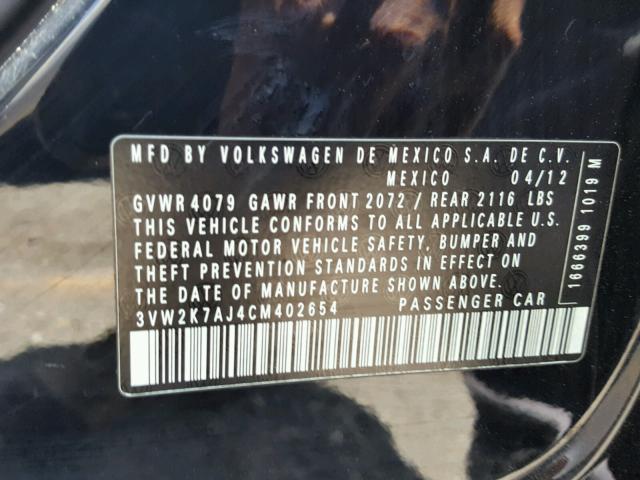 MFD BY VOLKSWAGEN DE MEXICO S.A. DE C.V.
MEXICO 04/12
GVWR 4079 GAWR FRONT 2072 / REAR 2116 LBS
THIS VEHICLE CONFORMS TO ALL APPLICABLE U.S.
FEDERAL MOTOR VEHICLE SAFETY, BUMPER AND
THEFT PREVENTION STANDARDS IN EFFECT ON
THE DATE OF MANUFACTURE SHOWN ABOVE.
3VW2K7AJ4CM402654 PASSENGER CAR
1066399 1019 M